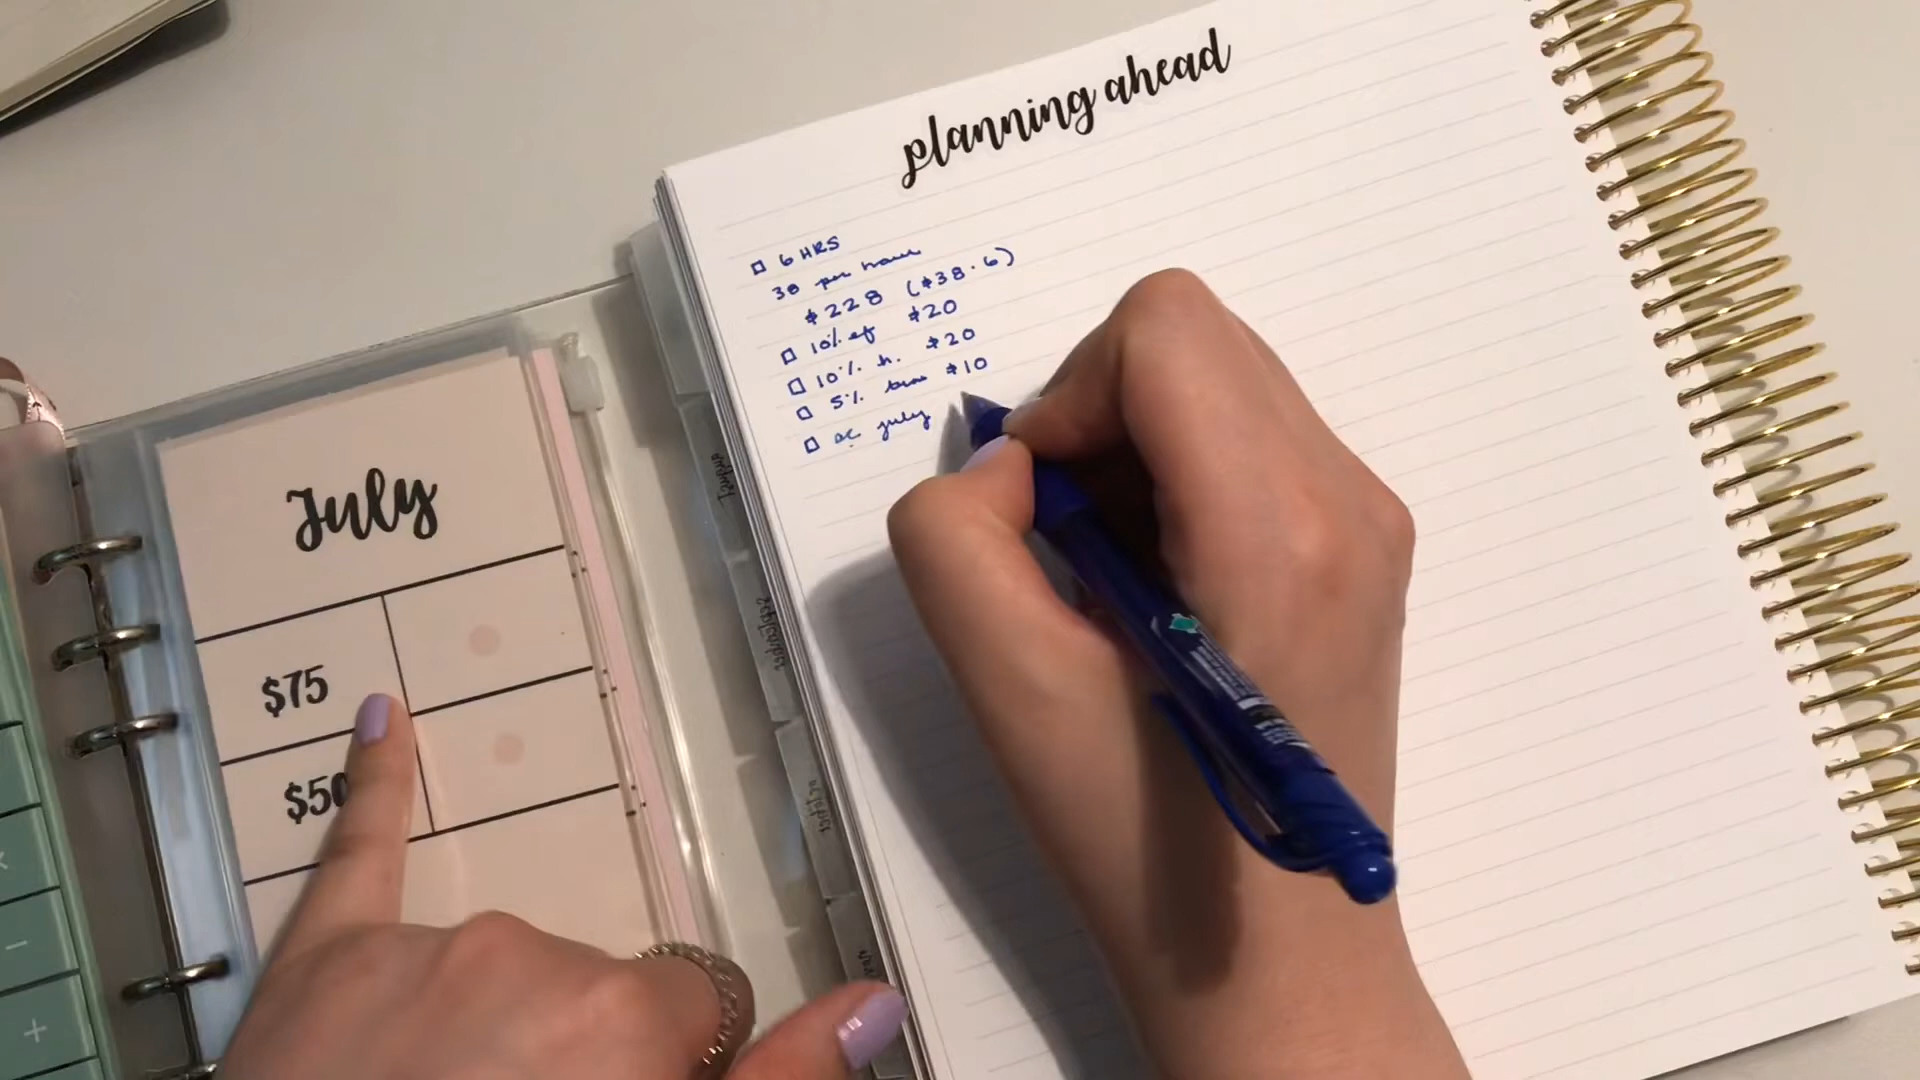 planning ahead
6 HRS
38 per hour
$228 ($38·6)
10% ef $20
10% h. $20
5% $10
sc july
July
$75
$50